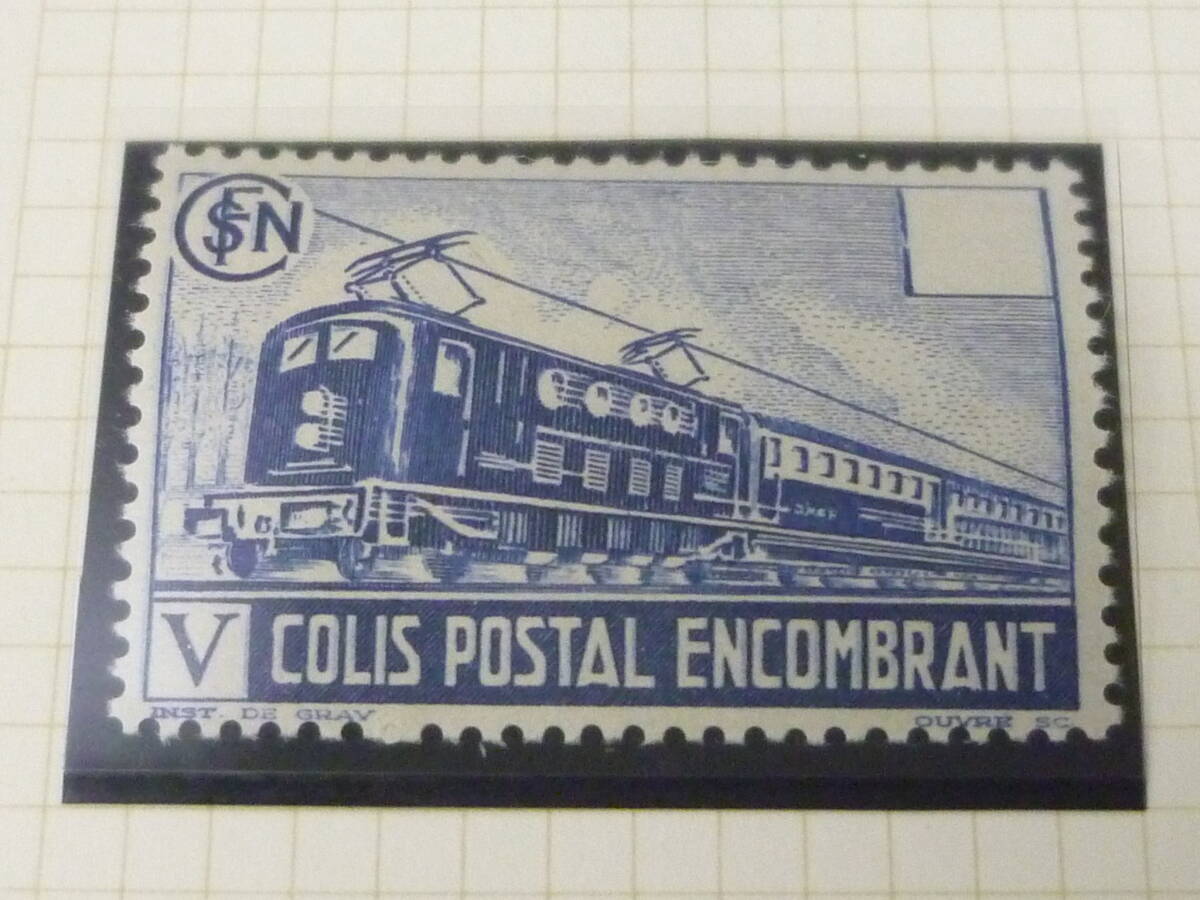 SNCF
V COLIS POSTAL ENCOMBRANT
INST. DE GRAV OUVRÉ SC.